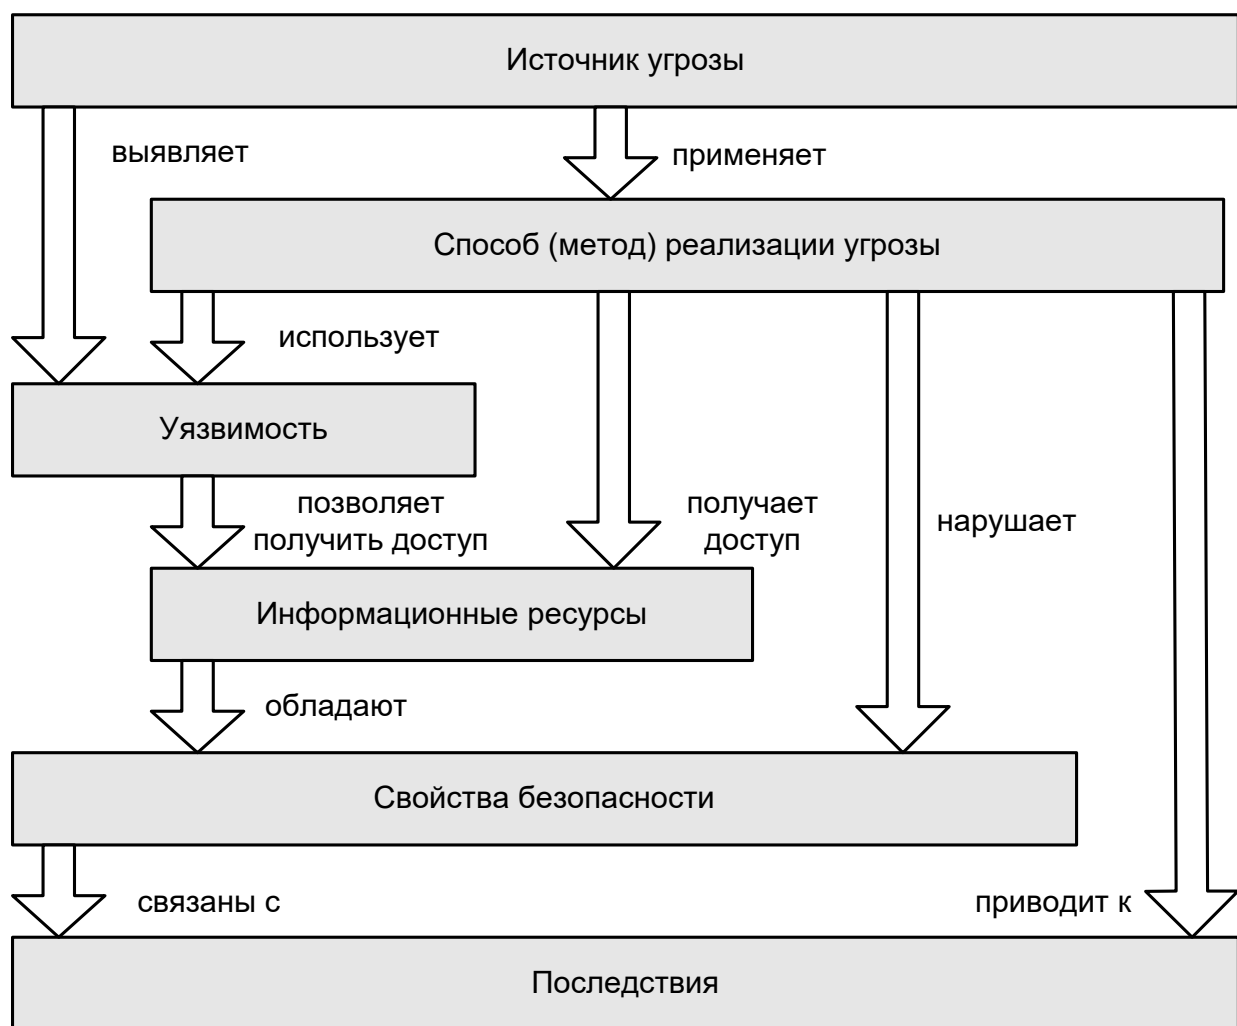 Источник угрозы
выявляет
применяет
Способ (метод) реализации угрозы
использует
Уязвимость
позволяет
получить доступ
получает
доступ
нарушает
Информационные ресурсы
обладают
Свойства безопасности
связаны с
приводит к
Последствия